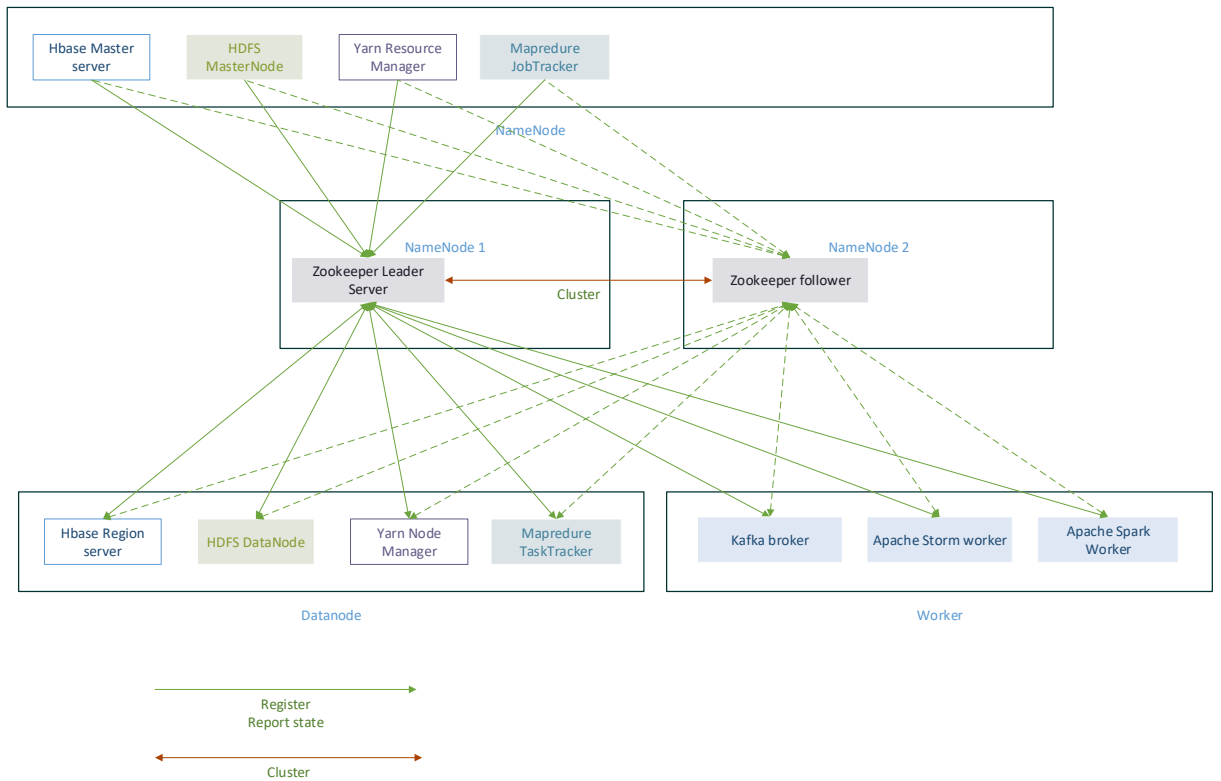 Hbase Master
server
HDFS
MasterNode
Yarn Resource
Manager
Mapredure
JobTracker
NameNode
NameNode 1
Zookeeper Leader
Server
Cluster
NameNode 2
Zookeeper follower
Hbase Region
server
HDFS DataNode
Yarn Node
Manager
Mapredure
TaskTracker
Kafka broker
Apache Storm worker
Apache Spark
Worker
Datanode
Worker
Register
Report state
Cluster